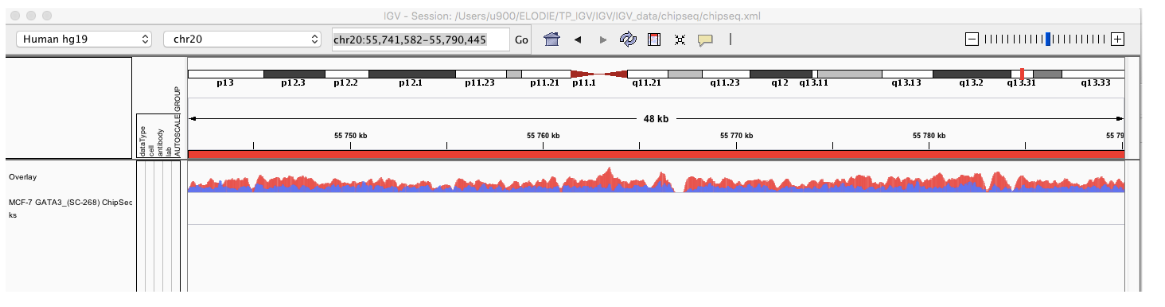 IGV - Session: /Users/u900/ELODIE/TP_IGV/IGV/IGV_data/chipseq/chipseq.xml
Human hg19 chr20 chr20:55,741,582-55,790,445 Go
p13 p12.3 p12.2 p12.1 p11.23 p11.21 p11.1 q11.21 q11.23 q12 q13.11 q13.13 q13.2 q13.31 q13.33
48 kb
55 750 kb 55 760 kb 55 770 kb 55 780 kb 55 79
dataType
cell
antibody
lab
AUTOSCALE GROUP
Overlay
MCF-7 GATA3_(SC-268) ChipSec
ks